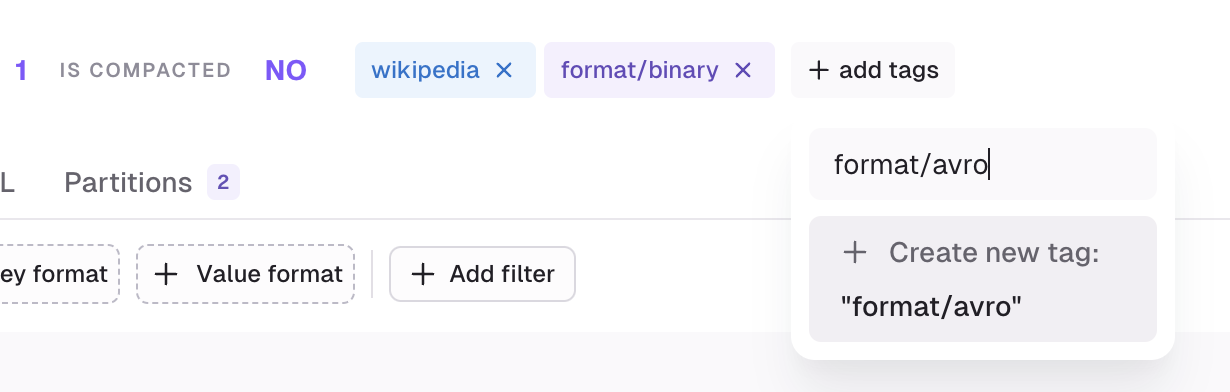 1 IS COMPACTED NO wikipedia × format/binary × + add tags
format/avro
L Partitions 2
+ Create new tag:
ey format + Value format + Add filter
"format/avro"